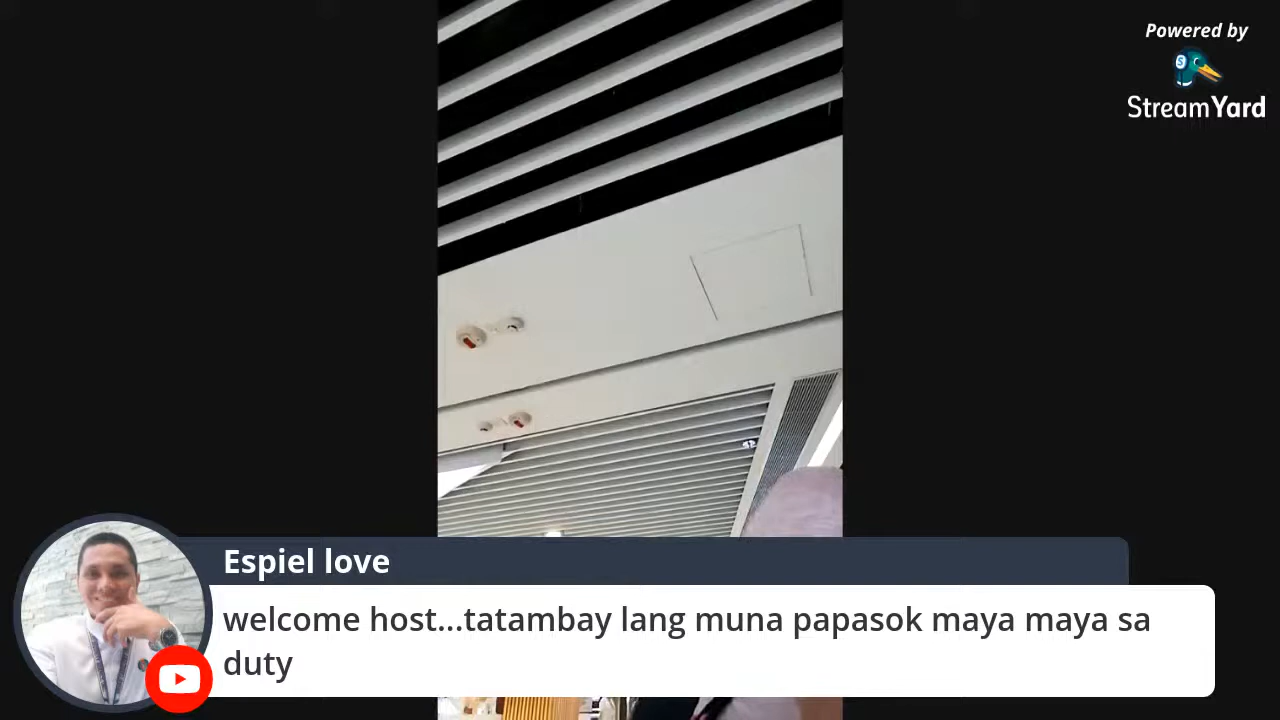 Powered by
StreamYard
Espiel love
welcome host...tatambay lang muna papasok maya maya sa
duty